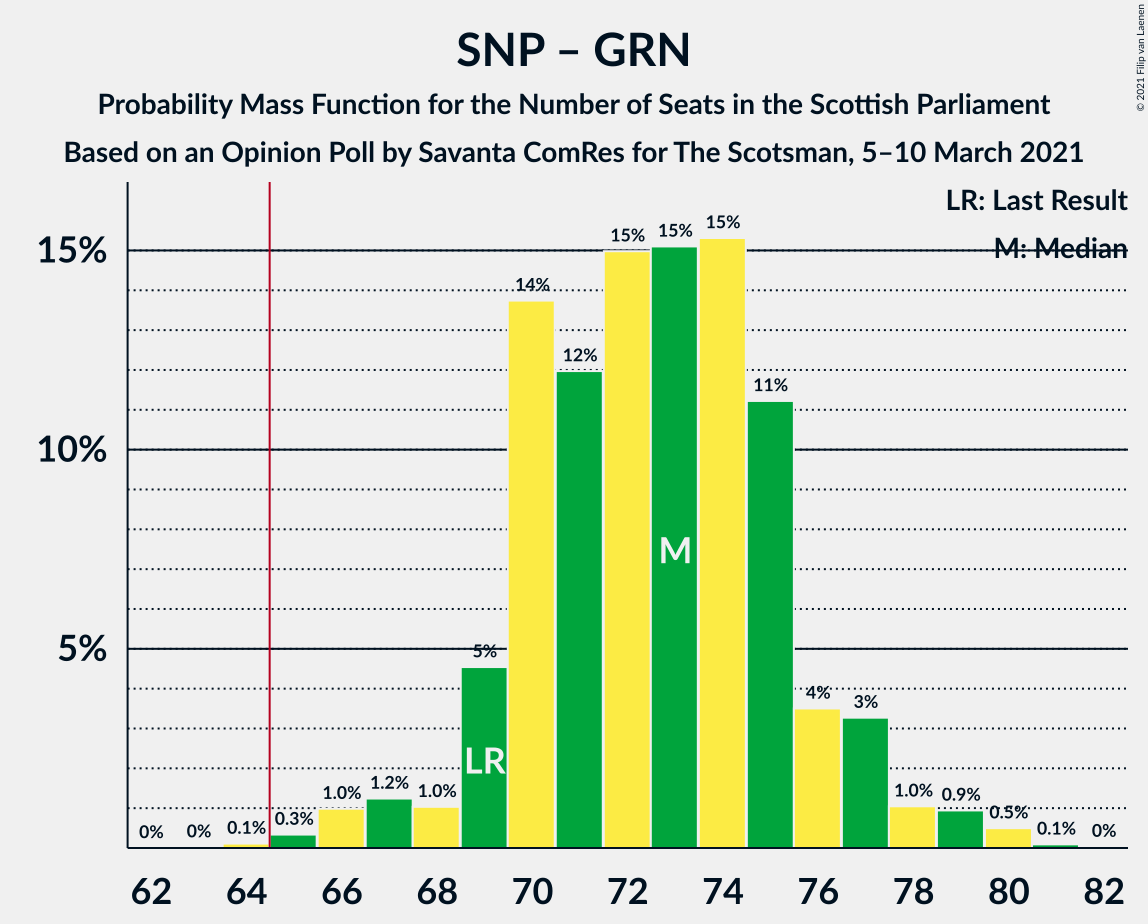 SNP – GRN
Probability Mass Function for the Number of Seats in the Scottish Parliament
Based on an Opinion Poll by Savanta ComRes for The Scotsman, 5–10 March 2021
© 2021 Filip van Laenen
LR: Last Result
M: Median
15%
10%
5%
0%
0%
0.1%
0.3%
1.0%
1.2%
1.0%
5%
14%
12%
15%
15%
15%
11%
4%
3%
1.0%
0.9%
0.5%
0.1%
0%
LR
M
62 64 66 68 70 72 74 76 78 80 82